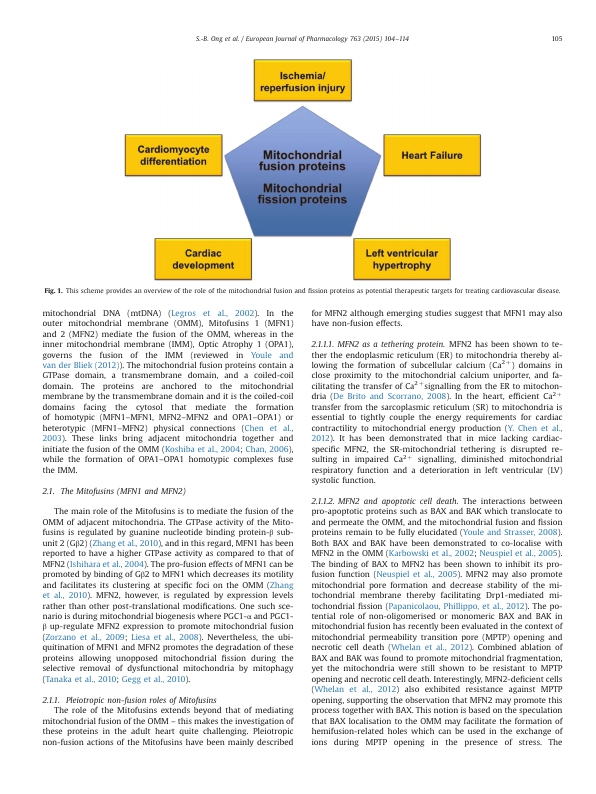 S.-B. Ong et al. / European Journal of Pharmacology 763 (2015) 104–114
105
Ischemia/
reperfusion injury
Cardiomyocyte
differentiation
Mitochondrial
fusion proteins
Mitochondrial
fission proteins
Heart Failure
Cardiac
development
Left ventricular
hypertrophy
Fig. 1. This scheme provides an overview of the role of the mitochondrial fusion and fission proteins as potential therapeutic targets for treating cardiovascular disease.
mitochondrial DNA (mtDNA) (Legros et al., 2002). In the
outer mitochondrial membrane (OMM), Mitofusins 1 (MFN1)
and 2 (MFN2) mediate the fusion of the OMM, whereas in the
inner mitochondrial membrane (IMM), Optic Atrophy 1 (OPA1),
governs the fusion of the IMM (reviewed in Youle and
van der Bliek (2012)). The mitochondrial fusion proteins contain a
GTPase domain, a transmembrane domain, and a coiled-coil
domain. The proteins are anchored to the mitochondrial
membrane by the transmembrane domain and it is the coiled-coil
domains facing the cytosol that mediate the formation
of homotypic (MFN1–MFN1, MFN2–MFN2 and OPA1–OPA1) or
heterotypic (MFN1–MFN2) physical connections (Chen et al.,
2003). These links bring adjacent mitochondria together and
initiate the fusion of the OMM (Koshiba et al., 2004; Chan, 2006),
while the formation of OPA1–OPA1 homotypic complexes fuse
the IMM.
2.1. The Mitofusins (MFN1 and MFN2)
The main role of the Mitofusins is to mediate the fusion of the
OMM of adjacent mitochondria. The GTPase activity of the Mito-
fusins is regulated by guanine nucleotide binding protein-β sub-
unit 2 (Gβ2) (Zhang et al., 2010), and in this regard, MFN1 has been
reported to have a higher GTPase activity as compared to that of
MFN2 (Ishihara et al., 2004). The pro-fusion effects of MFN1 can be
promoted by binding of Gβ2 to MFN1 which decreases its motility
and facilitates its clustering at specific foci on the OMM (Zhang
et al., 2010). MFN2, however, is regulated by expression levels
rather than other post-translational modifications. One such sce-
nario is during mitochondrial biogenesis where PGC1-α and PGC1-
β up-regulate MFN2 expression to promote mitochondrial fusion
(Zorzano et al., 2009; Liesa et al., 2008). Nevertheless, the ubi-
quitination of MFN1 and MFN2 promotes the degradation of these
proteins allowing unopposed mitochondrial fission during the
selective removal of dysfunctional mitochondria by mitophagy
(Tanaka et al., 2010; Gegg et al., 2010).
2.1.1. Pleiotropic non-fusion roles of Mitofusins
The role of the Mitofusins extends beyond that of mediating
mitochondrial fusion of the OMM – this makes the investigation of
these proteins in the adult heart quite challenging. Pleiotropic
non-fusion actions of the Mitofusins have been mainly described
for MFN2 although emerging studies suggest that MFN1 may also
have non-fusion effects.
2.1.1.1. MFN2 as a tethering protein. MFN2 has been shown to te-
ther the endoplasmic reticulum (ER) to mitochondria thereby al-
lowing the formation of subcellular calcium (Ca2+) domains in
close proximity to the mitochondrial calcium uniporter, and fa-
cilitating the transfer of Ca2+signalling from the ER to mitochon-
dria (De Brito and Scorrano, 2008). In the heart, efficient Ca2+
transfer from the sarcoplasmic reticulum (SR) to mitochondria is
essential to tightly couple the energy requirements for cardiac
contractility to mitochondrial energy production (Y. Chen et al.,
2012). It has been demonstrated that in mice lacking cardiac-
specific MFN2, the SR-mitochondrial tethering is disrupted re-
sulting in impaired Ca2+ signalling, diminished mitochondrial
respiratory function and a deterioration in left ventricular (LV)
systolic function.
2.1.1.2. MFN2 and apoptotic cell death. The interactions between
pro-apoptotic proteins such as BAX and BAK which translocate to
and permeate the OMM, and the mitochondrial fusion and fission
proteins remain to be fully elucidated (Youle and Strasser, 2008).
Both BAX and BAK have been demonstrated to co-localise with
MFN2 in the OMM (Karbowski et al., 2002; Neuspiel et al., 2005).
The binding of BAX to MFN2 has been shown to inhibit its pro-
fusion function (Neuspiel et al., 2005). MFN2 may also promote
mitochondrial pore formation and decrease stability of the mi-
tochondrial membrane thereby facilitating Drp1-mediated mi-
tochondrial fission (Papanicolaou, Phillippo, et al., 2012). The po-
tential role of non-oligomerised or monomeric BAX and BAK in
mitochondrial fusion has recently been evaluated in the context of
mitochondrial permeability transition pore (MPTP) opening and
necrotic cell death (Whelan et al., 2012). Combined ablation of
BAX and BAK was found to promote mitochondrial fragmentation,
yet the mitochondria were still shown to be resistant to MPTP
opening and necrotic cell death. Interestingly, MFN2-deficient cells
(Whelan et al., 2012) also exhibited resistance against MPTP
opening, supporting the observation that MFN2 may promote this
process together with BAX. This notion is based on the speculation
that BAX localisation to the OMM may facilitate the formation of
hemifusion-related holes which can be used in the exchange of
ions during MPTP opening in the presence of stress. The